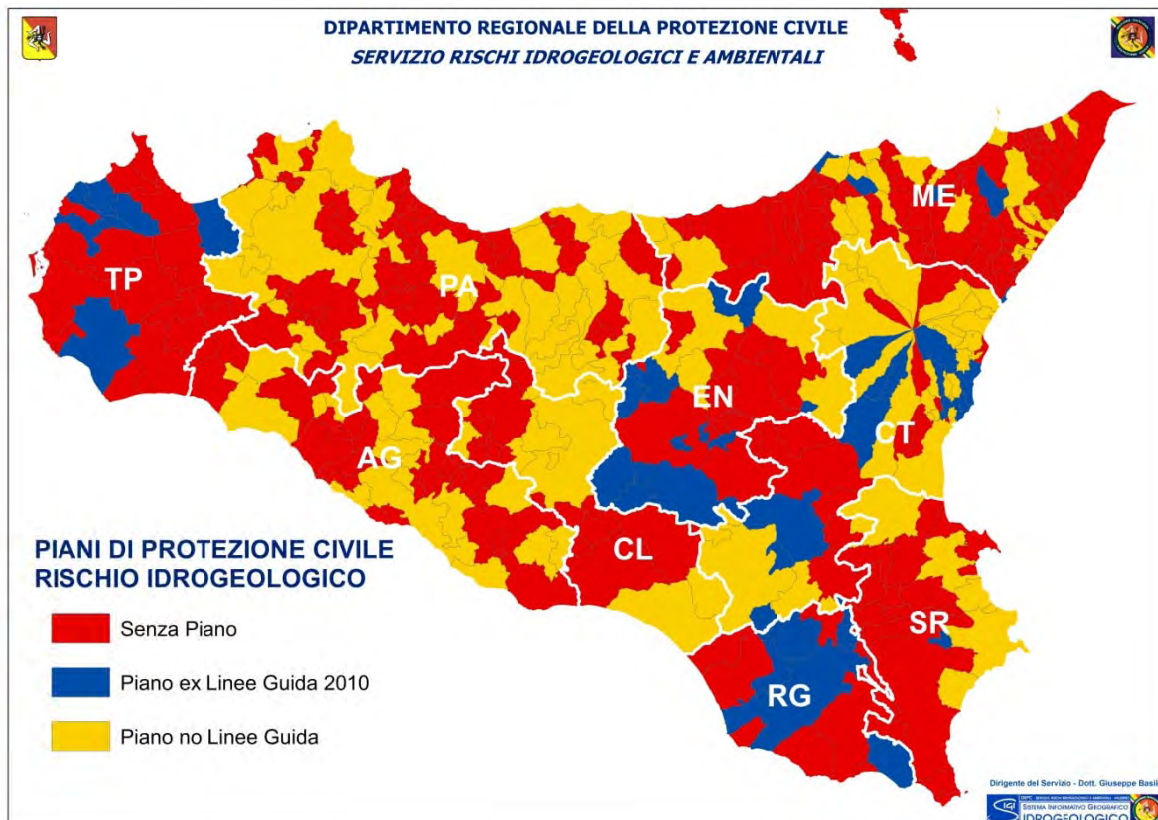 DIPARTIMENTO REGIONALE DELLA PROTEZIONE CIVILE
SERVIZIO RISCHI IDROGEOLOGICI E AMBIENTALI
ME
TP
PA
EN
CT
AG
CL
SR
RG
PIANI DI PROTEZIONE CIVILE
RISCHIO IDROGEOLOGICO
Senza Piano
Piano ex Linee Guida 2010
Piano no Linee Guida
Dirigente del Servizio - Dott. Giuseppe Basile
SIGI
SISTEMA INFORMATIVO GEOGRAFICO
IDROGEOLOGICO